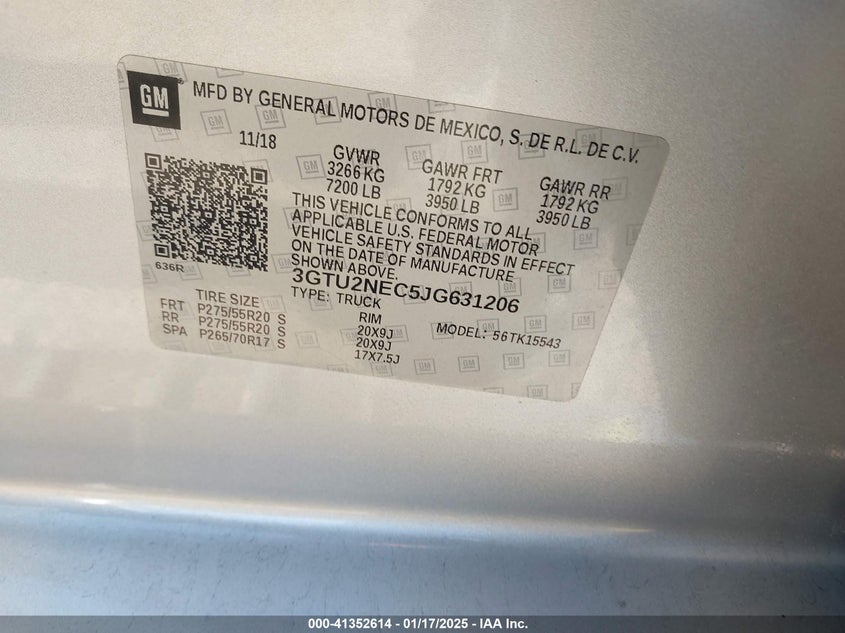 GM
MFD BY GENERAL MOTORS DE MEXICO, S. DE R.L. DE C.V.
11/18
GVWR
3266 KG
7200 LB
GAWR FRT
1792 KG
3950 LB
GAWR RR
1792 KG
3950 LB
THIS VEHICLE CONFORMS TO ALL
APPLICABLE U.S. FEDERAL MOTOR
VEHICLE SAFETY STANDARDS IN EFFECT
ON THE DATE OF MANUFACTURE
SHOWN ABOVE.
636R
3GTU2NEC5JG631206
TYPE: TRUCK
MODEL: 56TK15543
TIRE SIZE
RIM
FRT P275/55R20 S 20X9J
RR P275/55R20 S 20X9J
SPA P265/70R17 S 17X7.5J
000-41352614 - 01/17/2025 - IAA Inc.